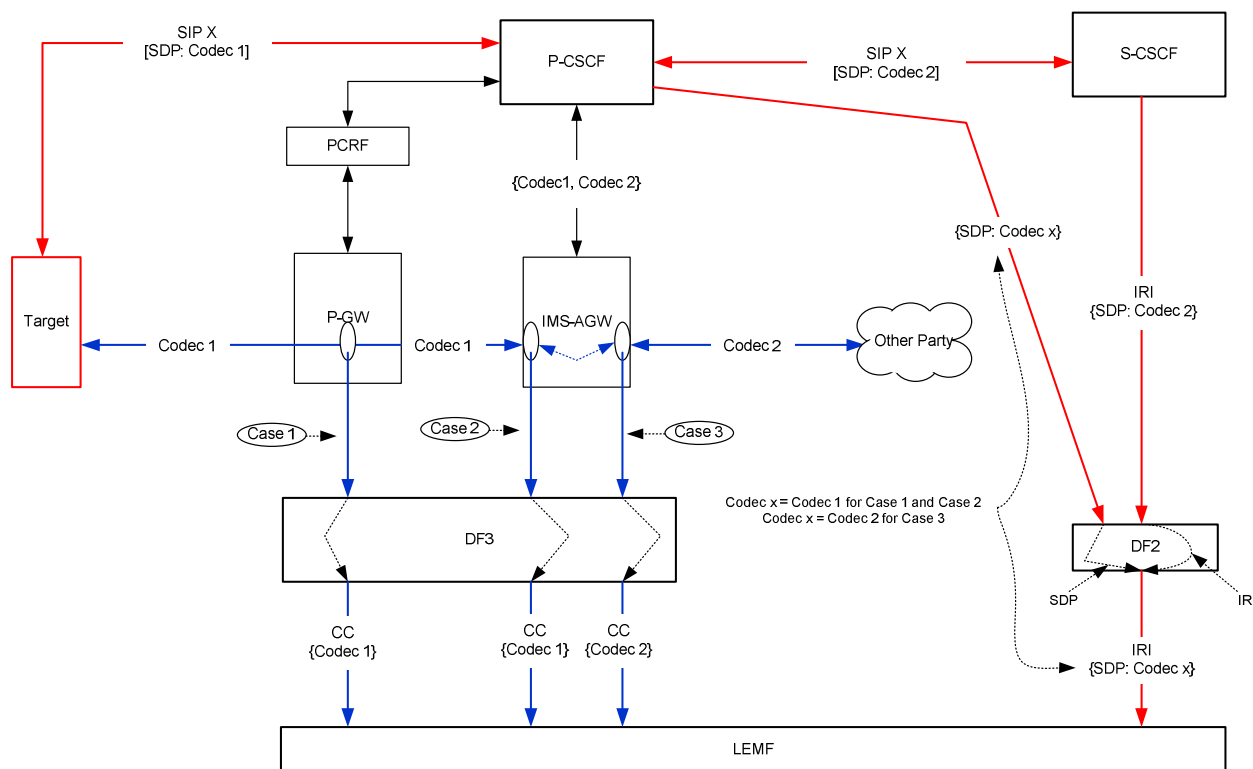 SIP X
[SDP: Codec 1]
P-CSCF
SIP X
[SDP: Codec 2]
S-CSCF
PCRF
{Codec1, Codec 2}
{SDP: Codec x}
Target
P-GW
IMS-AGW
IRI
{SDP: Codec 2}
Codec 1
Codec 1
Codec 2
Other Party
Case 1
Case 2
Case 3
Codec x = Codec 1 for Case 1 and Case 2
Codec x = Codec 2 for Case 3
DF3
DF2
SDP
IR
CC
{Codec 1}
CC
{Codec 1}
CC
{Codec 2}
IRI
{SDP: Codec x}
LEMF